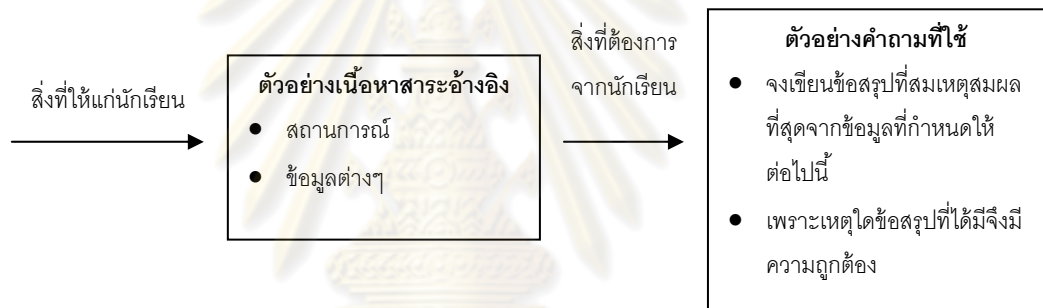 สิ่งที่ให้แก่นักเรียน
ตัวอย่างเนื้อหาสาระอ้างอิง
● สถานการณ์
● ข้อมูลต่างๆ
สิ่งที่ต้องการ
จากนักเรียน
ตัวอย่างคำถามที่ใช้
● จงเขียนข้อสรุปที่สมเหตุสมผล
ที่สุดจากข้อมูลที่กำหนดให้
ต่อไปนี้
● เพราะเหตุใดข้อสรุปที่ได้มีจึงมี
ความถูกต้อง